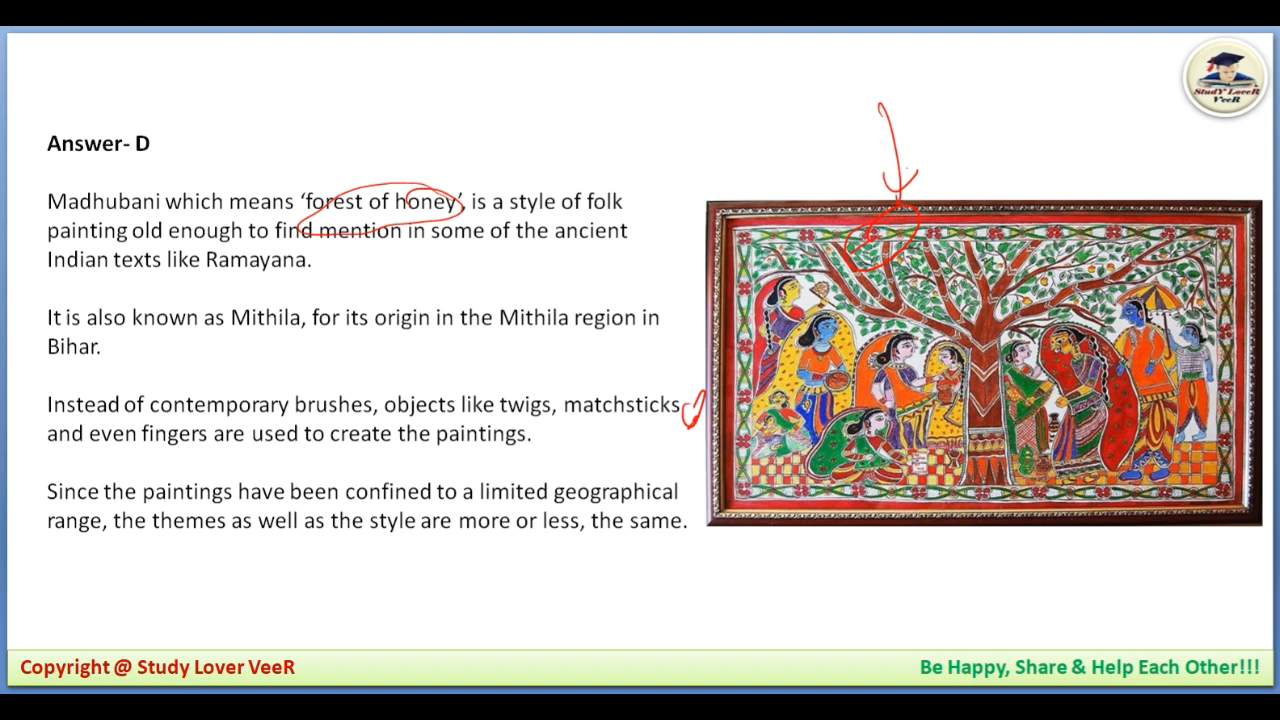 StudY LoveR
VeeR
Answer- D
Madhubani which means ‘forest of honey’, is a style of folk
painting old enough to find mention in some of the ancient
Indian texts like Ramayana.
It is also known as Mithila, for its origin in the Mithila region in
Bihar.
Instead of contemporary brushes, objects like twigs, matchsticks
and even fingers are used to create the paintings.
Since the paintings have been confined to a limited geographical
range, the themes as well as the style are more or less, the same.
Copyright @ Study Lover VeeR
Be Happy, Share & Help Each Other!!!